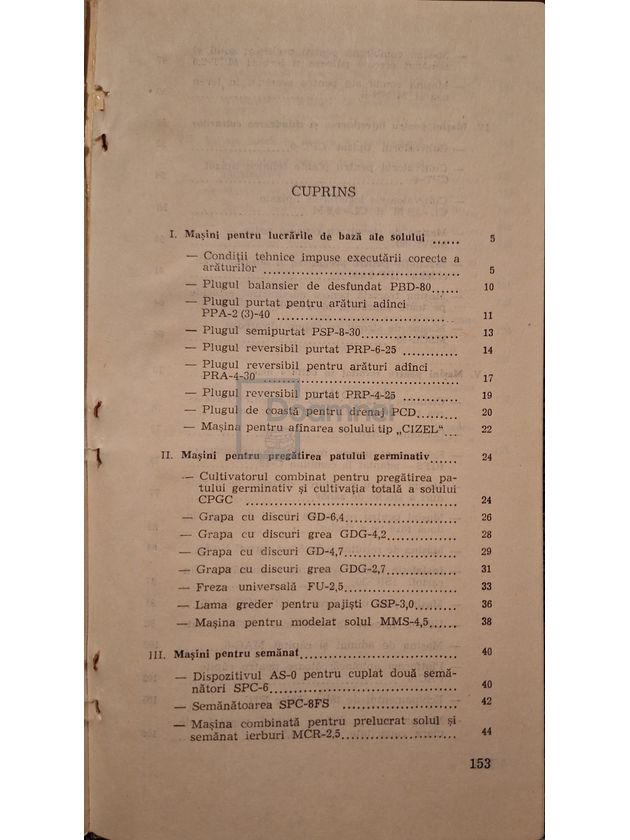 CUPRINS
I. Mașini pentru lucrările de bază ale solului ...... 5
— Condiții tehnice impuse executării corecte a
arăturilor ........................................ 5
— Plugul balansier de desfundat PBD-80...... 10
— Plugul purtat pentru arături adînci
PPA-2 (3)-40 ........................................ 11
— Plugul semipurtat PSP-8-30.................... 13
— Plugul reversibil purtat PRP-6-25 ............ 14
— Plugul reversibil pentru arături adînci
PRA-4-30 ........................................ 17
— Plugul reversibil purtat PRP-4-25 ............ 19
— Plugul de coastă pentru drenaj PCD......... 20
— Mașina pentru afînarea solului tip „CIZEL“... 22
II. Mașini pentru pregătirea patului germinativ...... 24
— Cultivatorul combinat pentru pregătirea pa-
tului germinativ și cultivația totală a solului
CPGC ........................................ 24
— Grapa cu discuri GD-6,4........................ 26
— Grapa cu discuri grea GDG-4,2............... 28
— Grapa cu discuri GD-4,7........................ 29
— Grapa cu discuri grea GDG-2,7............... 31
— Freza universală FU-2,5........................ 33
— Lama greder pentru pajiști GSP-3,0......... 36
— Mașina pentru modelat solul MMS-4,5...... 38
III. Mașini pentru semănat................................. 40
— Dispozitivul AS-0 pentru cuplat două semă-
nători SPC-6........................................ 40
— Semănătoarea SPC-8FS ........................ 42
— Mașina combinată pentru prelucrat solul și
semănat ierburi MCR-2,5........................ 44
153
Doamnei